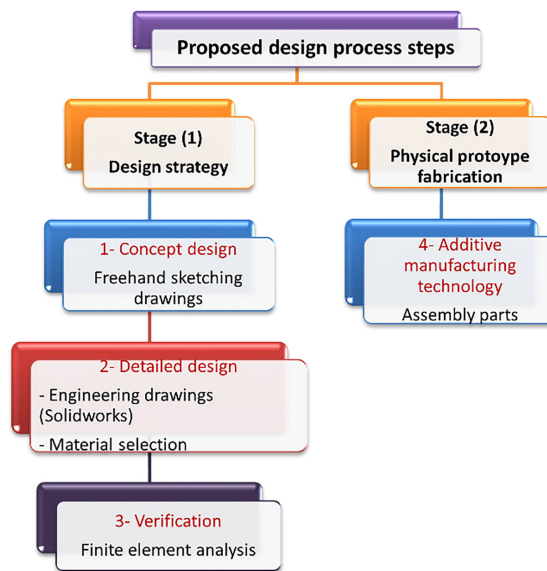 Proposed design process steps
Stage (1)
Design strategy
Stage (2)
Physical protoype
fabrication
1- Concept design
Freehand sketching
drawings
4- Additive
manufacturing
technology
Assembly parts
2- Detailed design
- Engineering drawings
(Solidworks)
- Material selection
3- Verification
Finite element analysis